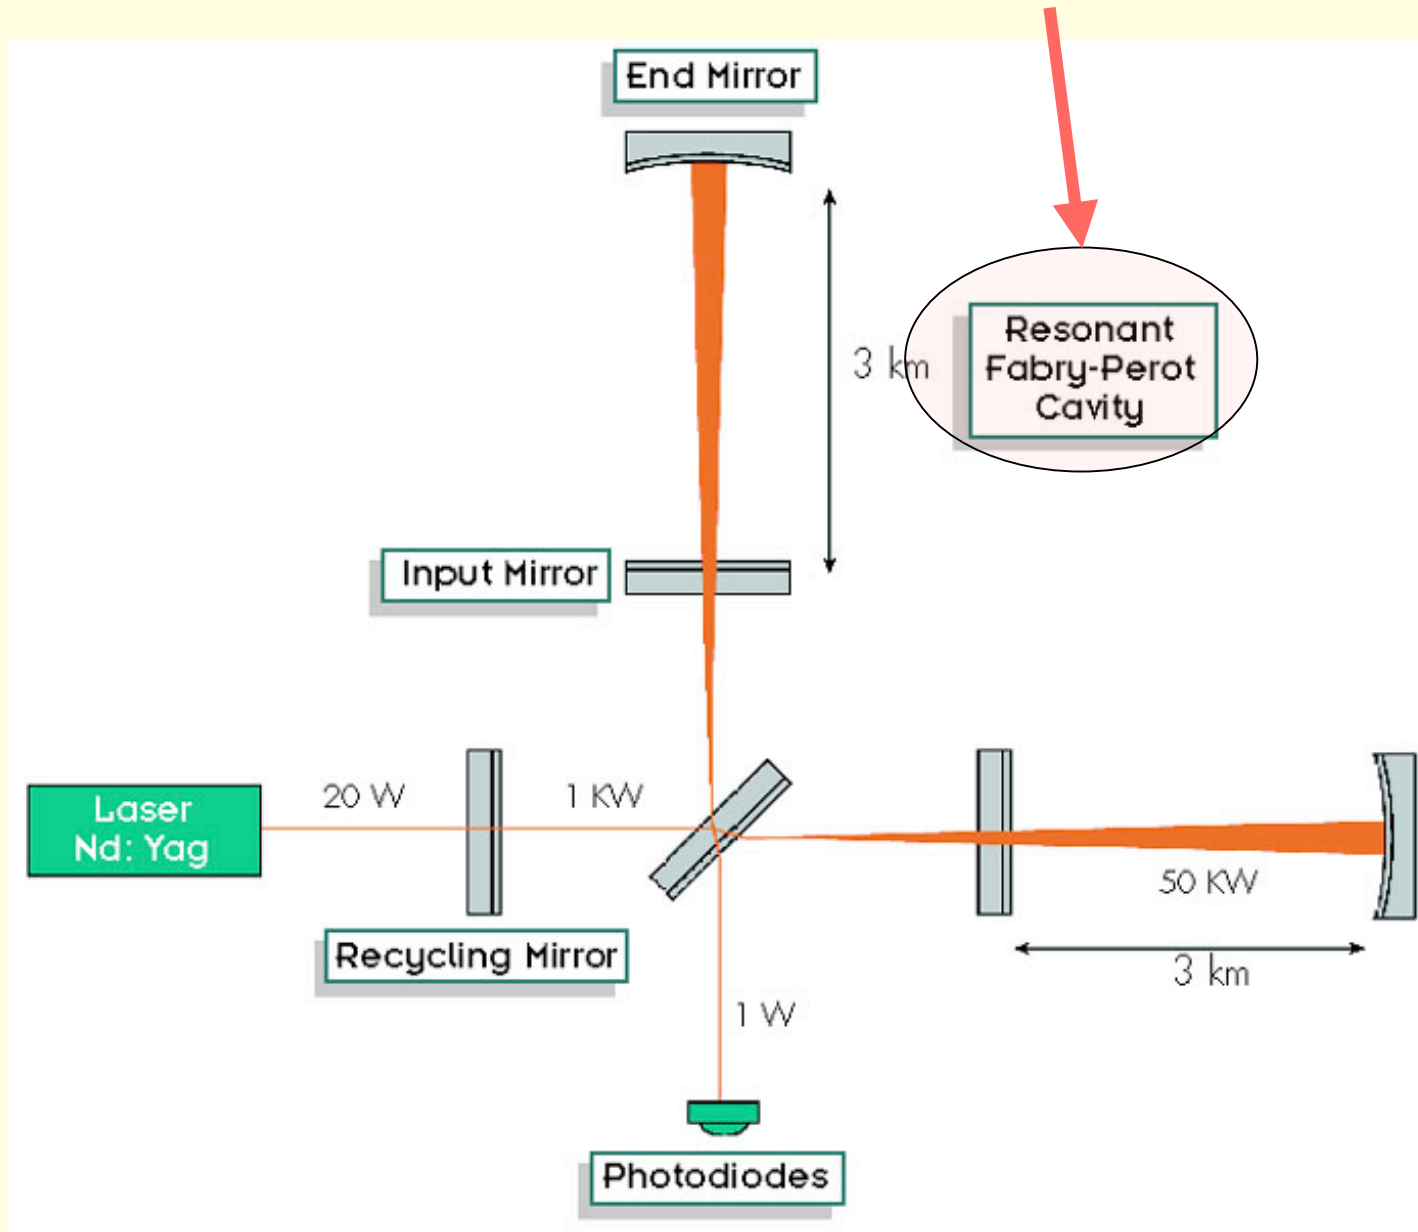 End Mirror
3 km
Resonant
Fabry-Perot
Cavity
Input Mirror
20 W
1 KW
Laser
Nd: Yag
50 KW
Recycling Mirror
3 km
1 W
Photodiodes